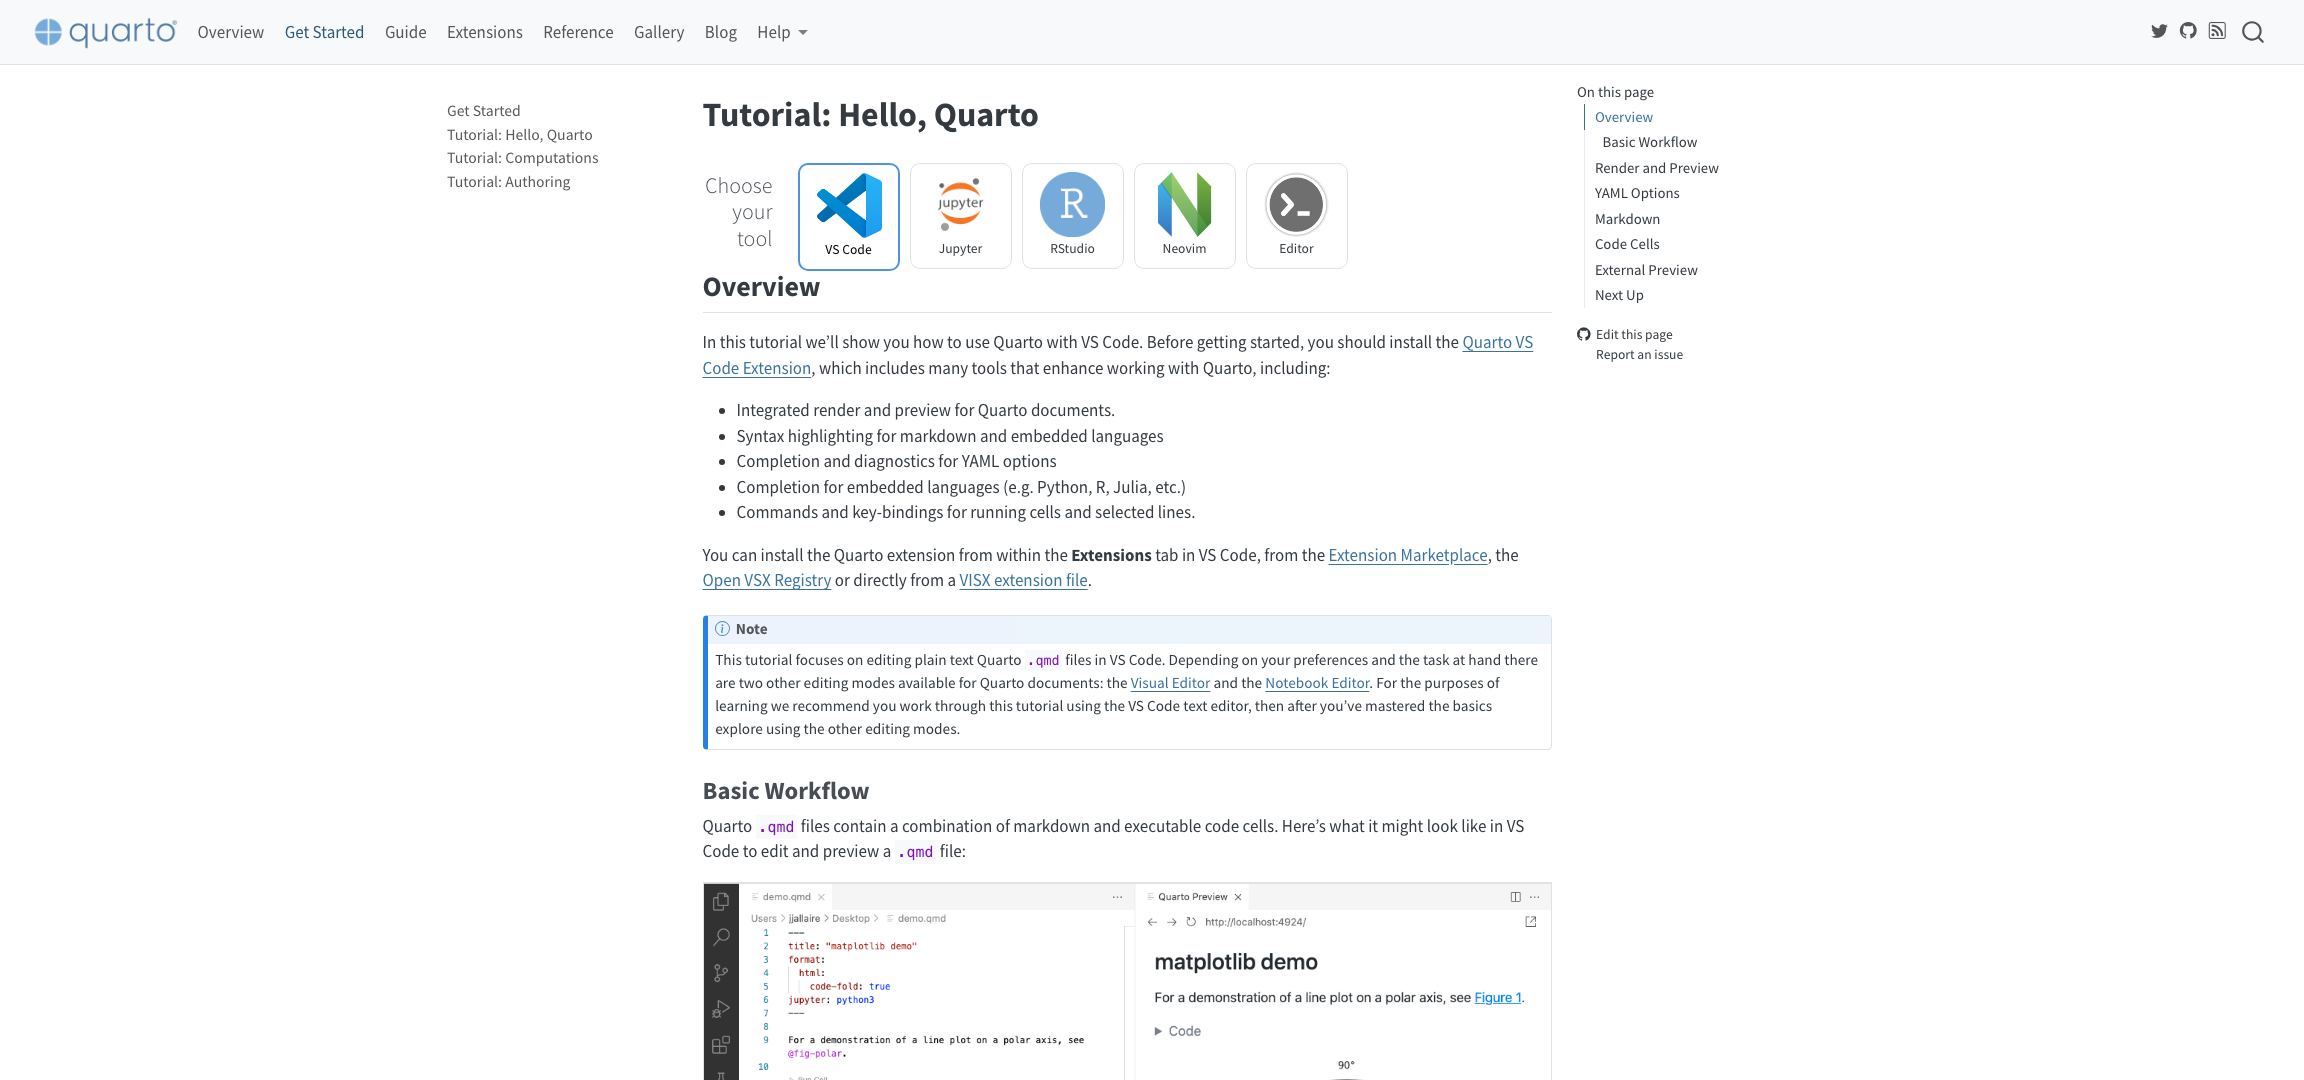 quarto
Overview
Get Started
Guide
Extensions
Reference
Gallery
Blog
Help
Get Started
Tutorial: Hello, Quarto
Tutorial: Computations
Tutorial: Authoring
Tutorial: Hello, Quarto
Choose
your
tool
VS Code
jupyter
Jupyter
R
RStudio
Neovim
Editor
Overview
In this tutorial we’ll show you how to use Quarto with VS Code. Before getting started, you should install the Quarto VS
Code Extension, which includes many tools that enhance working with Quarto, including:
• Integrated render and preview for Quarto documents.
• Syntax highlighting for markdown and embedded languages
• Completion and diagnostics for YAML options
• Completion for embedded languages (e.g. Python, R, Julia, etc.)
• Commands and key-bindings for running cells and selected lines.
You can install the Quarto extension from within the Extensions tab in VS Code, from the Extension Marketplace, the
Open VSX Registry or directly from a VISX extension file.
Note
This tutorial focuses on editing plain text Quarto .qmd files in VS Code. Depending on your preferences and the task at hand there
are two other editing modes available for Quarto documents: the Visual Editor and the Notebook Editor. For the purposes of
learning we recommend you work through this tutorial using the VS Code text editor, then after you’ve mastered the basics
explore using the other editing modes.
Basic Workflow
Quarto .qmd files contain a combination of markdown and executable code cells. Here’s what it might look like in VS
Code to edit and preview a .qmd file:
demo.qmd
Users > jjallaire > Desktop > demo.qmd
1 ---
2 title: "matplotlib demo"
3 format:
4   html:
5     code-fold: true
6 jupyter: python3
7 ---
8
9 For a demonstration of a line plot on a polar axis, see
@fig-polar.
10
Run Cell
Quarto Preview
http://localhost:4924/
matplotlib demo
For a demonstration of a line plot on a polar axis, see Figure 1.
Code
90°
On this page
Overview
Basic Workflow
Render and Preview
YAML Options
Markdown
Code Cells
External Preview
Next Up
Edit this page
Report an issue